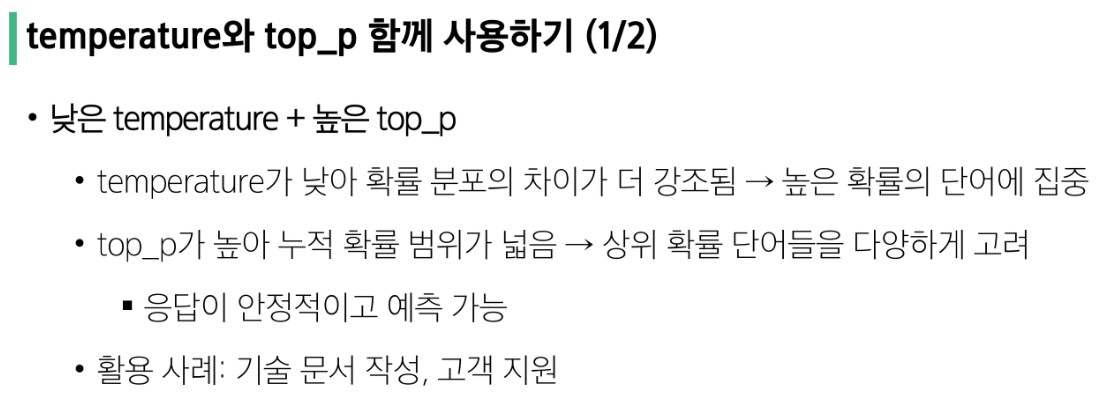 temperature와 top_p 함께 사용하기 (1/2)
• 낮은 temperature + 높은 top_p
• temperature가 낮아 확률 분포의 차이가 더 강조됨 → 높은 확률의 단어에 집중
• top_p가 높아 누적 확률 범위가 넓음 → 상위 확률 단어들을 다양하게 고려
▪ 응답이 안정적이고 예측 가능
• 활용 사례: 기술 문서 작성, 고객 지원